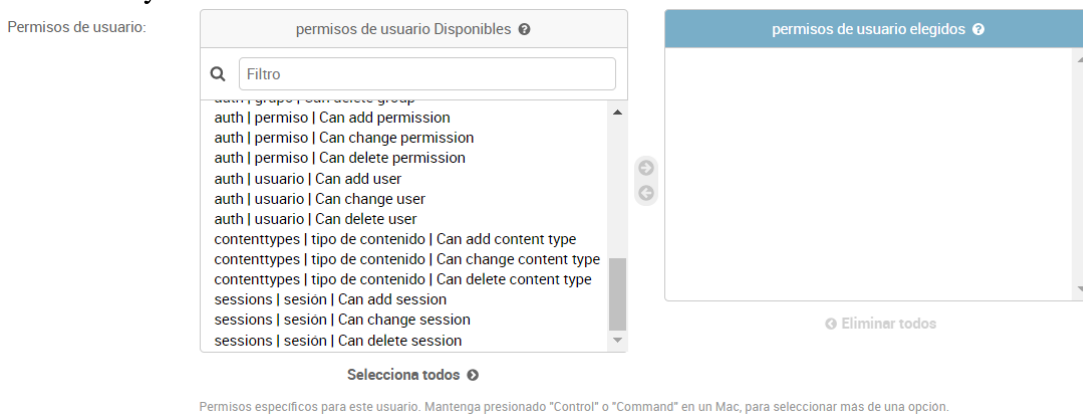 Permisos de usuario:
permisos de usuario Disponibles
permisos de usuario elegidos
Filtro
auth | grupo | Can delete group
auth | permiso | Can add permission
auth | permiso | Can change permission
auth | permiso | Can delete permission
auth | usuario | Can add user
auth | usuario | Can change user
auth | usuario | Can delete user
contenttypes | tipo de contenido | Can add content type
contenttypes | tipo de contenido | Can change content type
contenttypes | tipo de contenido | Can delete content type
sessions | sesión | Can add session
sessions | sesión | Can change session
sessions | sesión | Can delete session
Eliminar todos
Selecciona todos
Permisos específicos para este usuario. Mantenga presionado "Control" o "Command" en un Mac, para seleccionar más de una opción.